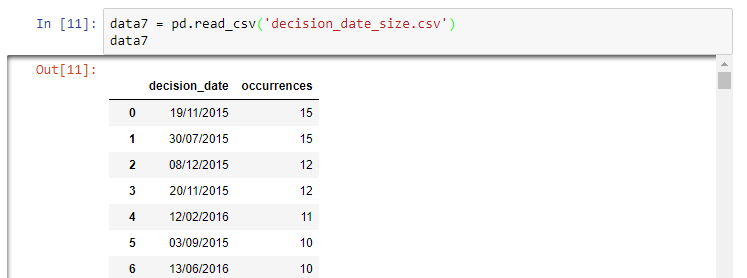 In [11]: data7 = pd.read_csv('decision_date_size.csv')
data7
Out[11]:
decision_date occurrences
0 19/11/2015 15
1 30/07/2015 15
2 08/12/2015 12
3 20/11/2015 12
4 12/02/2016 11
5 03/09/2015 10
6 13/06/2016 10